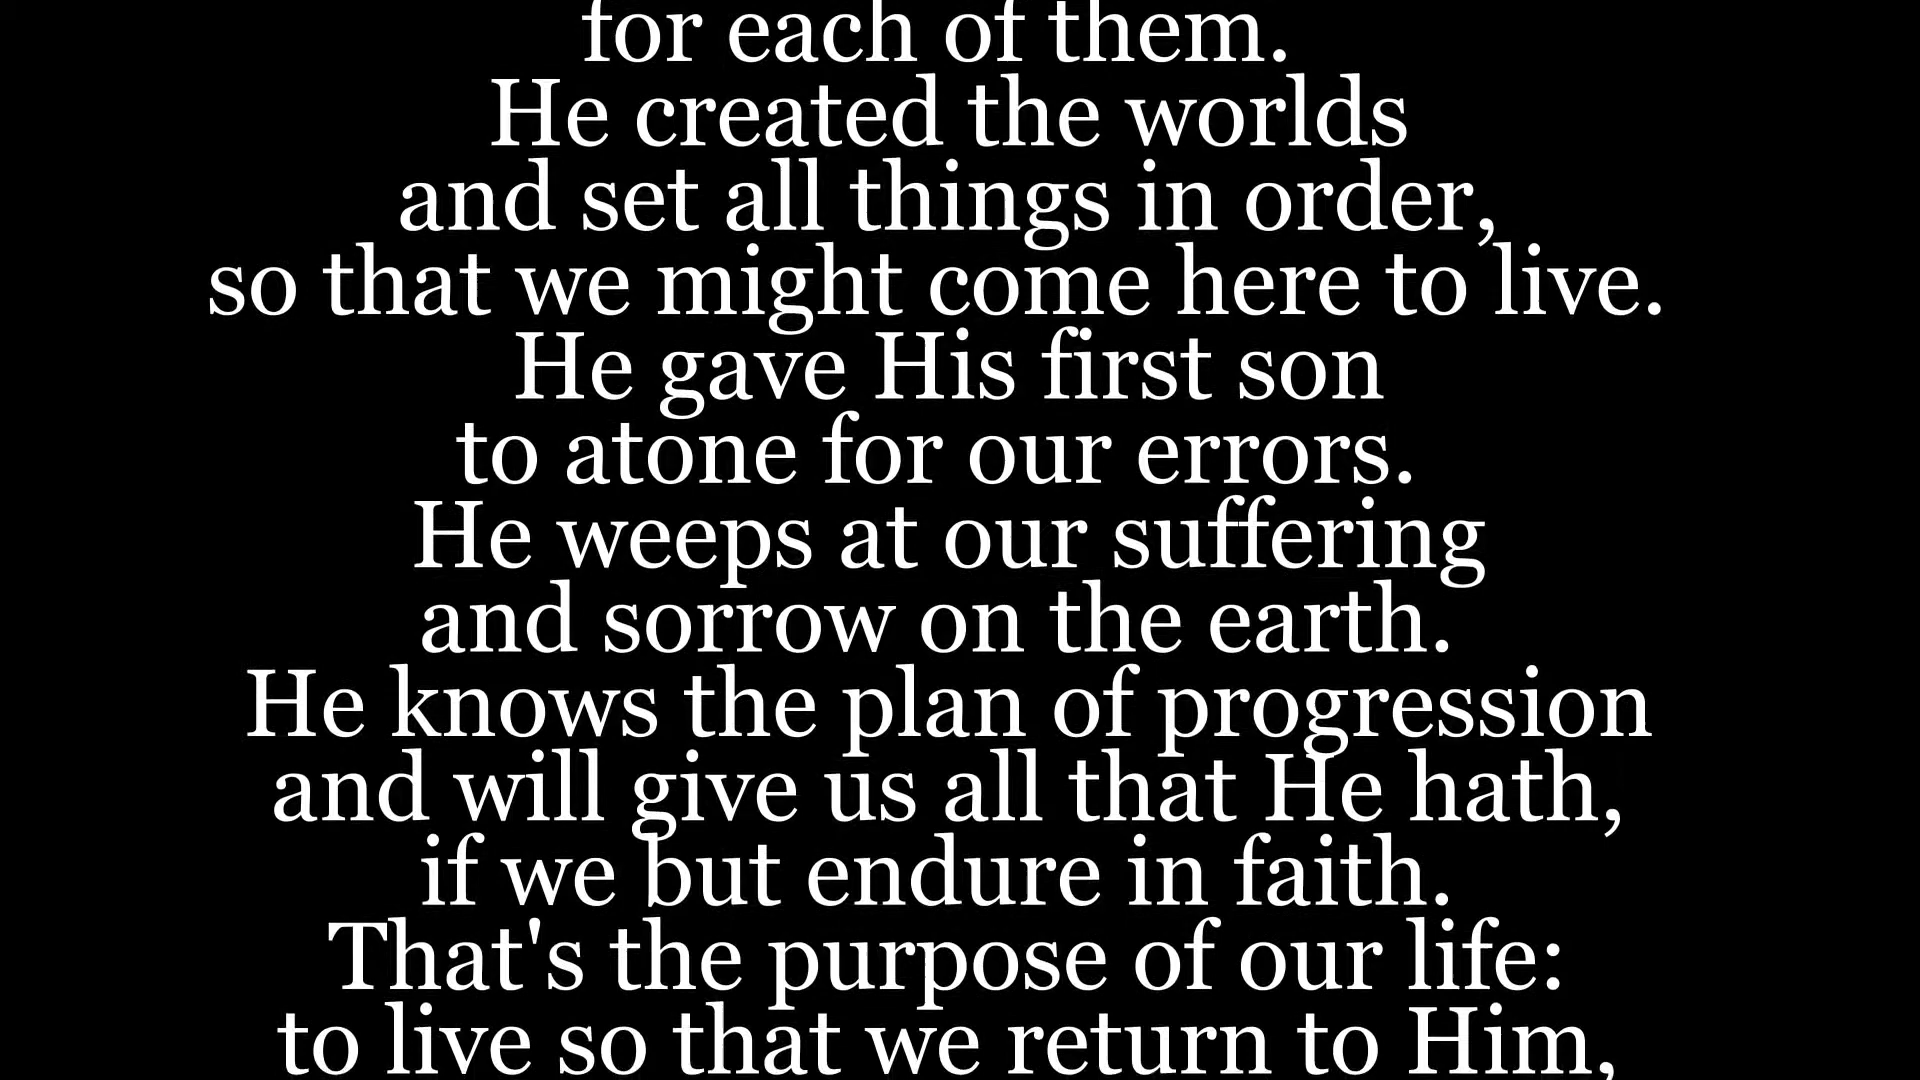 for each of them.
He created the worlds
and set all things in order,
so that we might come here to live.
He gave His first son
to atone for our errors.
He weeps at our suffering
and sorrow on the earth.
He knows the plan of progression
and will give us all that He hath,
if we but endure in faith.
That's the purpose of our life:
to live so that we return to Him,